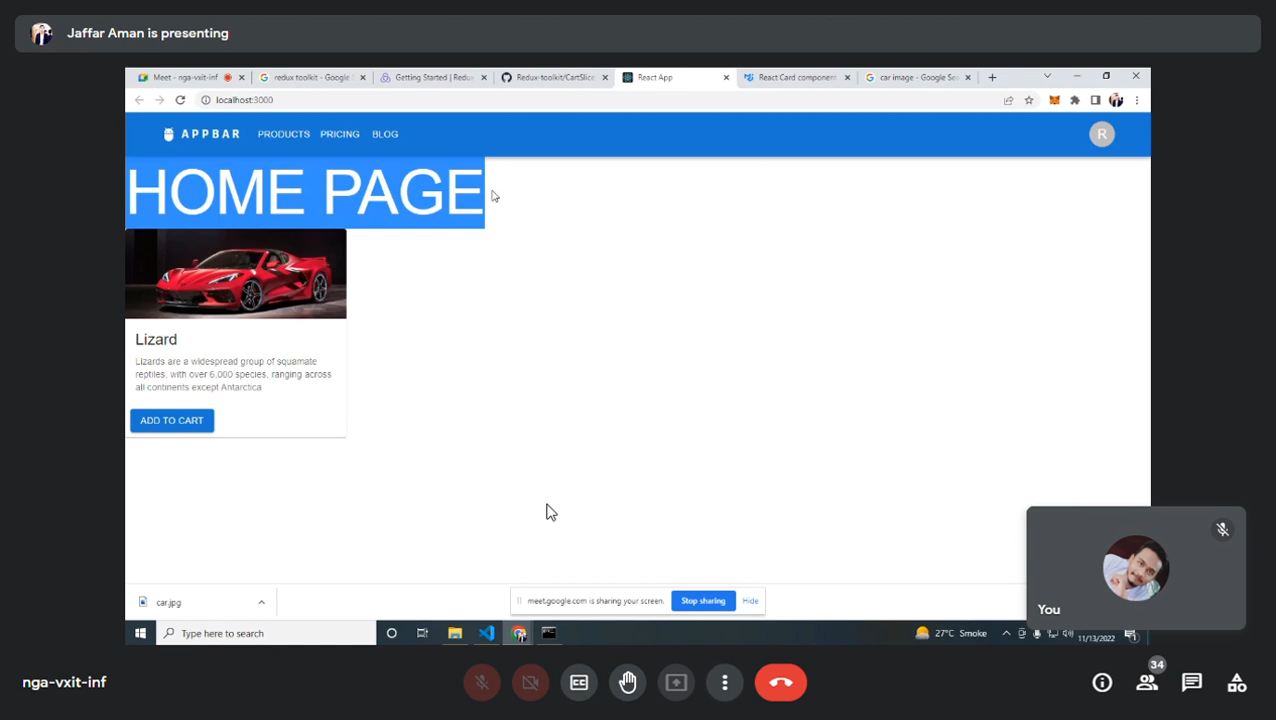 Jaffar Aman is presenting
Meet - nga-vxit-inf
redux toolkit - Google S
Getting Started | Redu
Redux-toolkit/CartSlice
React App
React Card component
car image - Google Sea
localhost:3000
APPBAR
PRODUCTS
PRICING
BLOG
R
HOME PAGE
Lizard
Lizards are a widespread group of squamate
reptiles, with over 6,000 species, ranging across
all continents except Antarctica
ADD TO CART
You
car.jpg
meet.google.com is sharing your screen.
Stop sharing
Hide
Type here to search
27°C Smoke
11/13/2022
nga-vxit-inf
CC
34